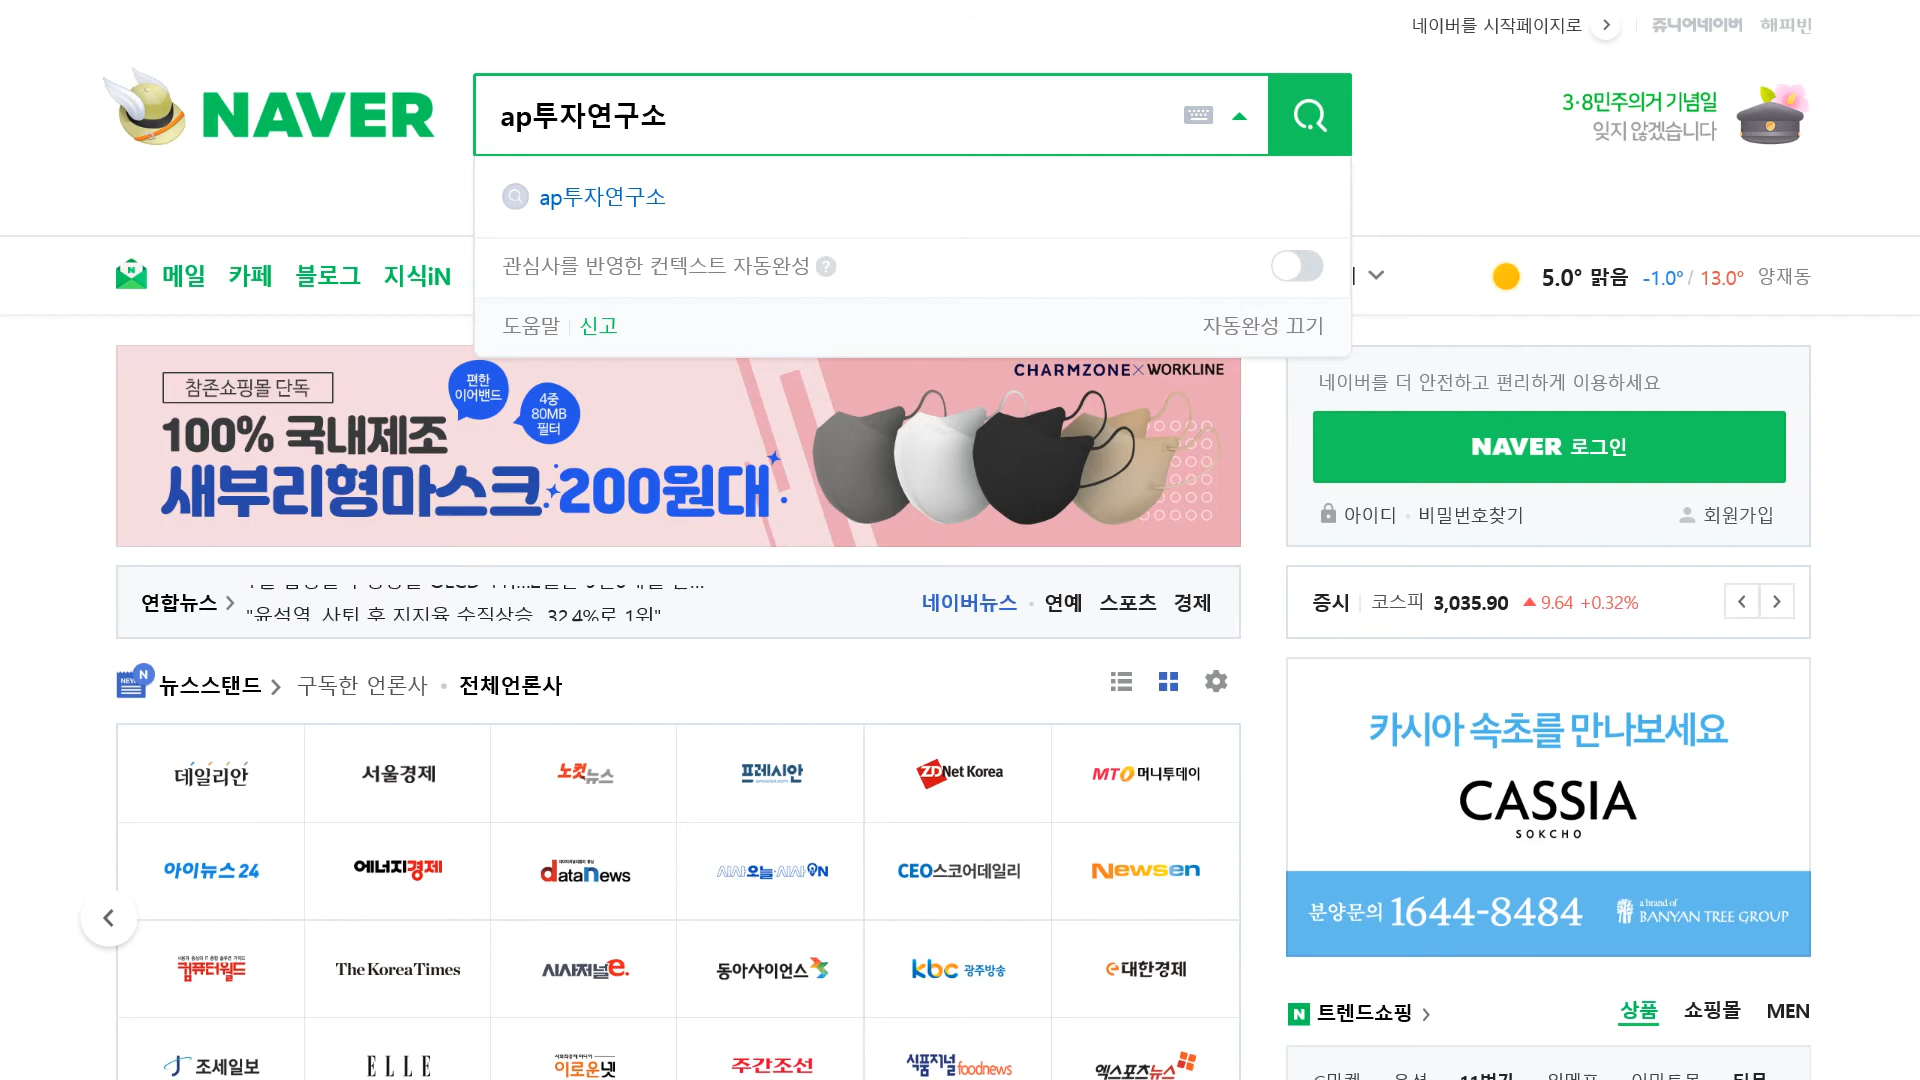 네이버를 시작페이지로
쥬니어네이버 해피빈
NAVER
ap투자연구소
3·8민주의거 기념일
잊지 않겠습니다
ap투자연구소
관심사를 반영한 컨텍스트 자동완성 ?
도움말 신고 자동완성 끄기
메일 카페 블로그 지식iN
5.0° 맑음 -1.0° / 13.0° 양재동
참존쇼핑몰 단독
100% 국내제조
새부리형마스크 200원대
편한
이어밴드
4중
80MB
필터
CHARMZONE×WORKLINE
네이버를 더 안전하고 편리하게 이용하세요
NAVER 로그인
아이디 · 비밀번호찾기 회원가입
연합뉴스
"윤석열, 사퇴 후 지지율 수직상승…32.4%로 1위"
네이버뉴스 · 연예 스포츠 경제
증시 코스피 3,035.90 ▲ 9.64 +0.32%
뉴스스탠드 > 구독한 언론사 · 전체언론사
데일리안 서울경제 노컷뉴스 프레시안 ZDNet Korea MTO머니투데이
아이뉴스24 에너지경제 dataNews 시사오늘·시사ON CEO스코어데일리 Newsen
컴퓨터월드 The Korea Times 시사저널e. 동아사이언스 kbc 광주방송 e대한경제
조세일보 ELLE 이로운넷 주간조선 식품저널 foodnews 엑스포츠뉴스
카시아 속초를 만나보세요
CASSIA
SOKCHO
분양문의 1644-8484
a brand of
BANYAN TREE GROUP
N 트렌드쇼핑 > 상품 쇼핑몰 MEN